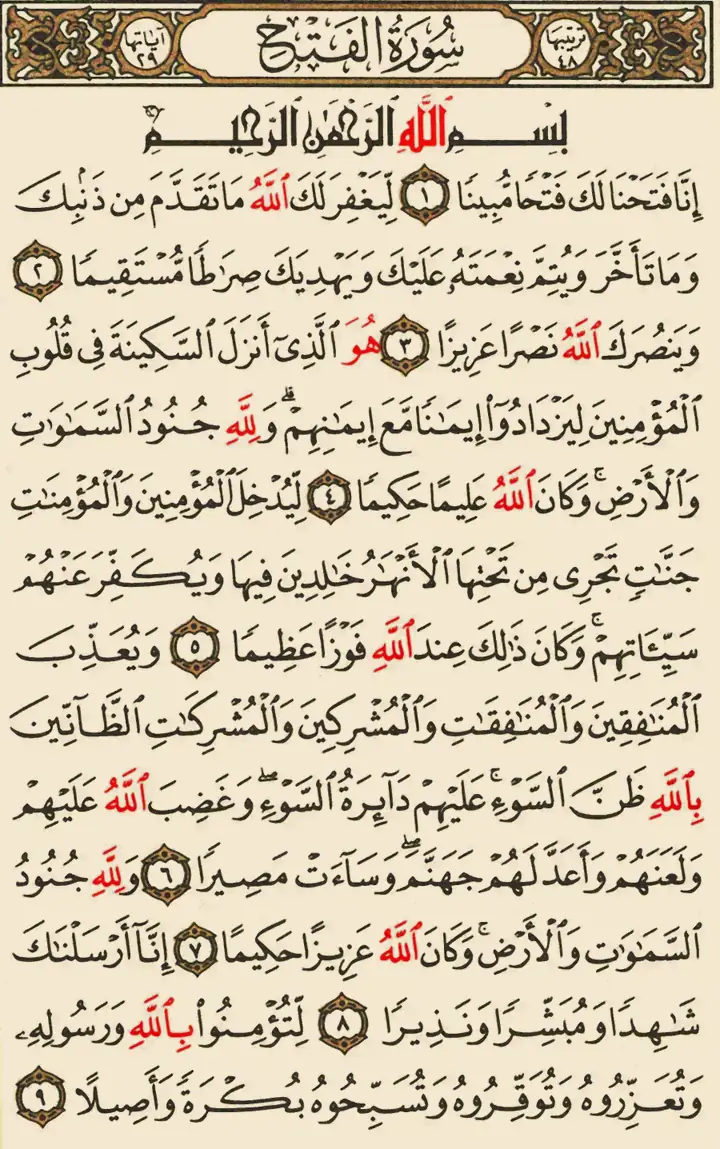 ترتيبها ٤٨ سُورَةُ الفَتْحِ آياتها ٢٩
بِسْمِ ٱللَّهِ ٱلرَّحْمَٰنِ ٱلرَّحِيمِ
إِنَّا فَتَحْنَا لَكَ فَتْحًا مُّبِينًا ١ لِّيَغْفِرَ لَكَ ٱللَّهُ مَا تَقَدَّمَ مِن ذَنۢبِكَ
وَمَا تَأَخَّرَ وَيُتِمَّ نِعْمَتَهُۥ عَلَيْكَ وَيَهْدِيَكَ صِرَٰطًا مُّسْتَقِيمًا ٢
وَيَنصُرَكَ ٱللَّهُ نَصْرًا عَزِيزًا ٣ هُوَ ٱلَّذِىٓ أَنزَلَ ٱلسَّكِينَةَ فِى قُلُوبِ
ٱلْمُؤْمِنِينَ لِيَزْدَادُوٓا۟ إِيمَٰنًا مَّعَ إِيمَٰنِهِمْ ۗ وَلِلَّهِ جُنُودُ ٱلسَّمَٰوَٰتِ
وَٱلْأَرْضِ ۚ وَكَانَ ٱللَّهُ عَلِيمًا حَكِيمًا ٤ لِّيُدْخِلَ ٱلْمُؤْمِنِينَ وَٱلْمُؤْمِنَٰتِ
جَنَّٰتٍ تَجْرِى مِن تَحْتِهَا ٱلْأَنْهَٰرُ خَٰلِدِينَ فِيهَا وَيُكَفِّرَ عَنْهُمْ
سَيِّـَٔاتِهِمْ ۚ وَكَانَ ذَٰلِكَ عِندَ ٱللَّهِ فَوْزًا عَظِيمًا ٥ وَيُعَذِّبَ
ٱلْمُنَٰفِقِينَ وَٱلْمُنَٰفِقَٰتِ وَٱلْمُشْرِكِينَ وَٱلْمُشْرِكَٰتِ ٱلظَّآنِّينَ
بِٱللَّهِ ظَنَّ ٱلسَّوْءِ ۚ عَلَيْهِمْ دَآئِرَةُ ٱلسَّوْءِ ۖ وَغَضِبَ ٱللَّهُ عَلَيْهِمْ
وَلَعَنَهُمْ وَأَعَدَّ لَهُمْ جَهَنَّمَ ۖ وَسَآءَتْ مَصِيرًا ٦ وَلِلَّهِ جُنُودُ
ٱلسَّمَٰوَٰتِ وَٱلْأَرْضِ ۚ وَكَانَ ٱللَّهُ عَزِيزًا حَكِيمًا ٧ إِنَّآ أَرْسَلْنَٰكَ
شَٰهِدًا وَمُبَشِّرًا وَنَذِيرًا ٨ لِّتُؤْمِنُوا۟ بِٱللَّهِ وَرَسُولِهِۦ
وَتُعَزِّرُوهُ وَتُوَقِّرُوهُ وَتُسَبِّحُوهُ بُكْرَةً وَأَصِيلًا ٩